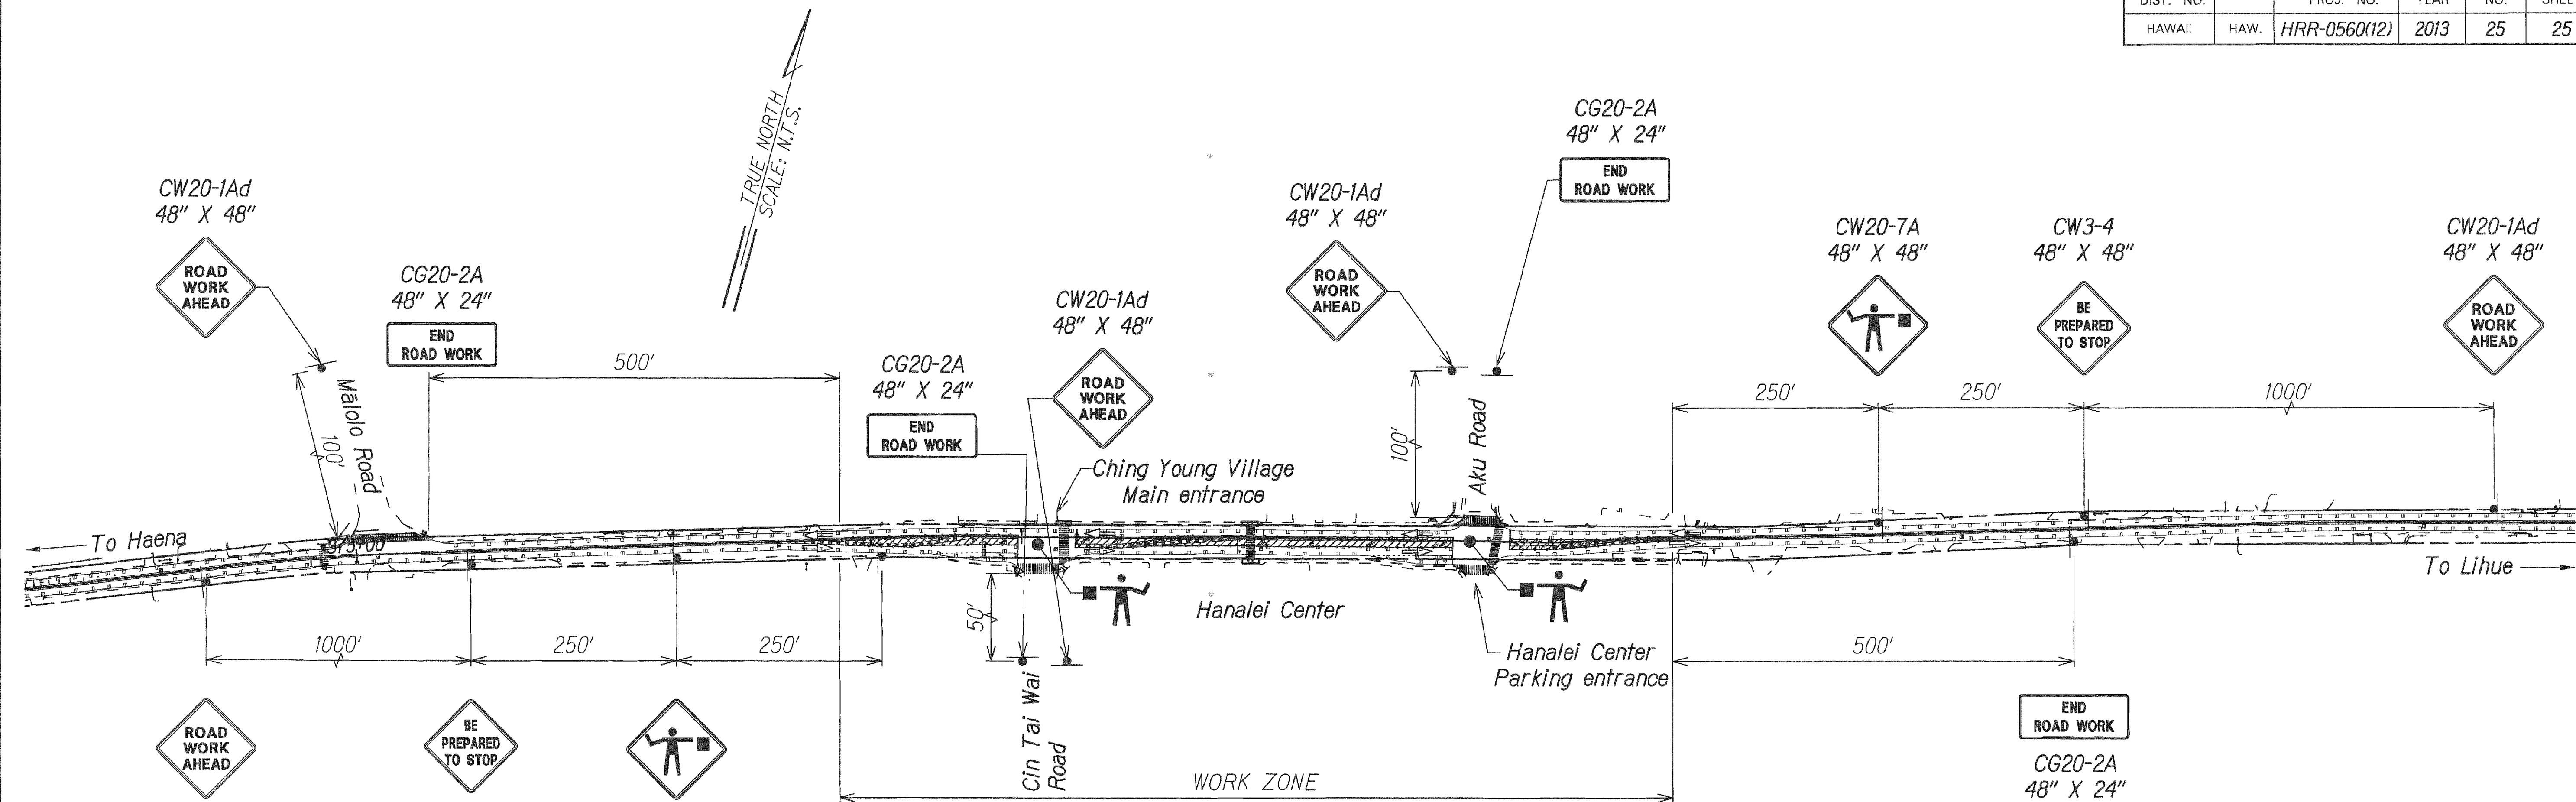 DIST. NO. PROJ. NO. YEAR NO.
HAWAII HAW. HRR-0560(12) 2013 25 25
TRUE NORTH
SCALE: N.T.S.
CW20-1Ad
48" X 48"
ROAD
WORK
AHEAD
CG20-2A
48" X 24"
END
ROAD WORK
500'
Mālolo Road
100'
CG20-2A
48" X 24"
END
ROAD WORK
CW20-1Ad
48" X 48"
ROAD
WORK
AHEAD
Ching Young Village
Main entrance
CW20-1Ad
48" X 48"
ROAD
WORK
AHEAD
CG20-2A
48" X 24"
END
ROAD WORK
100'
Aku Road
CW20-7A
48" X 48"
CW3-4
48" X 48"
BE
PREPARED
TO STOP
CW20-1Ad
48" X 48"
ROAD
WORK
AHEAD
250' 250' 1000'
To Haena
To Lihue
Hanalei Center
50'
Hanalei Center
Parking entrance
1000' 250' 250'
500'
Cin Tai Wai
Road
ROAD
WORK
AHEAD
BE
PREPARED
TO STOP
WORK ZONE
END
ROAD WORK
CG20-2A
48" X 24"